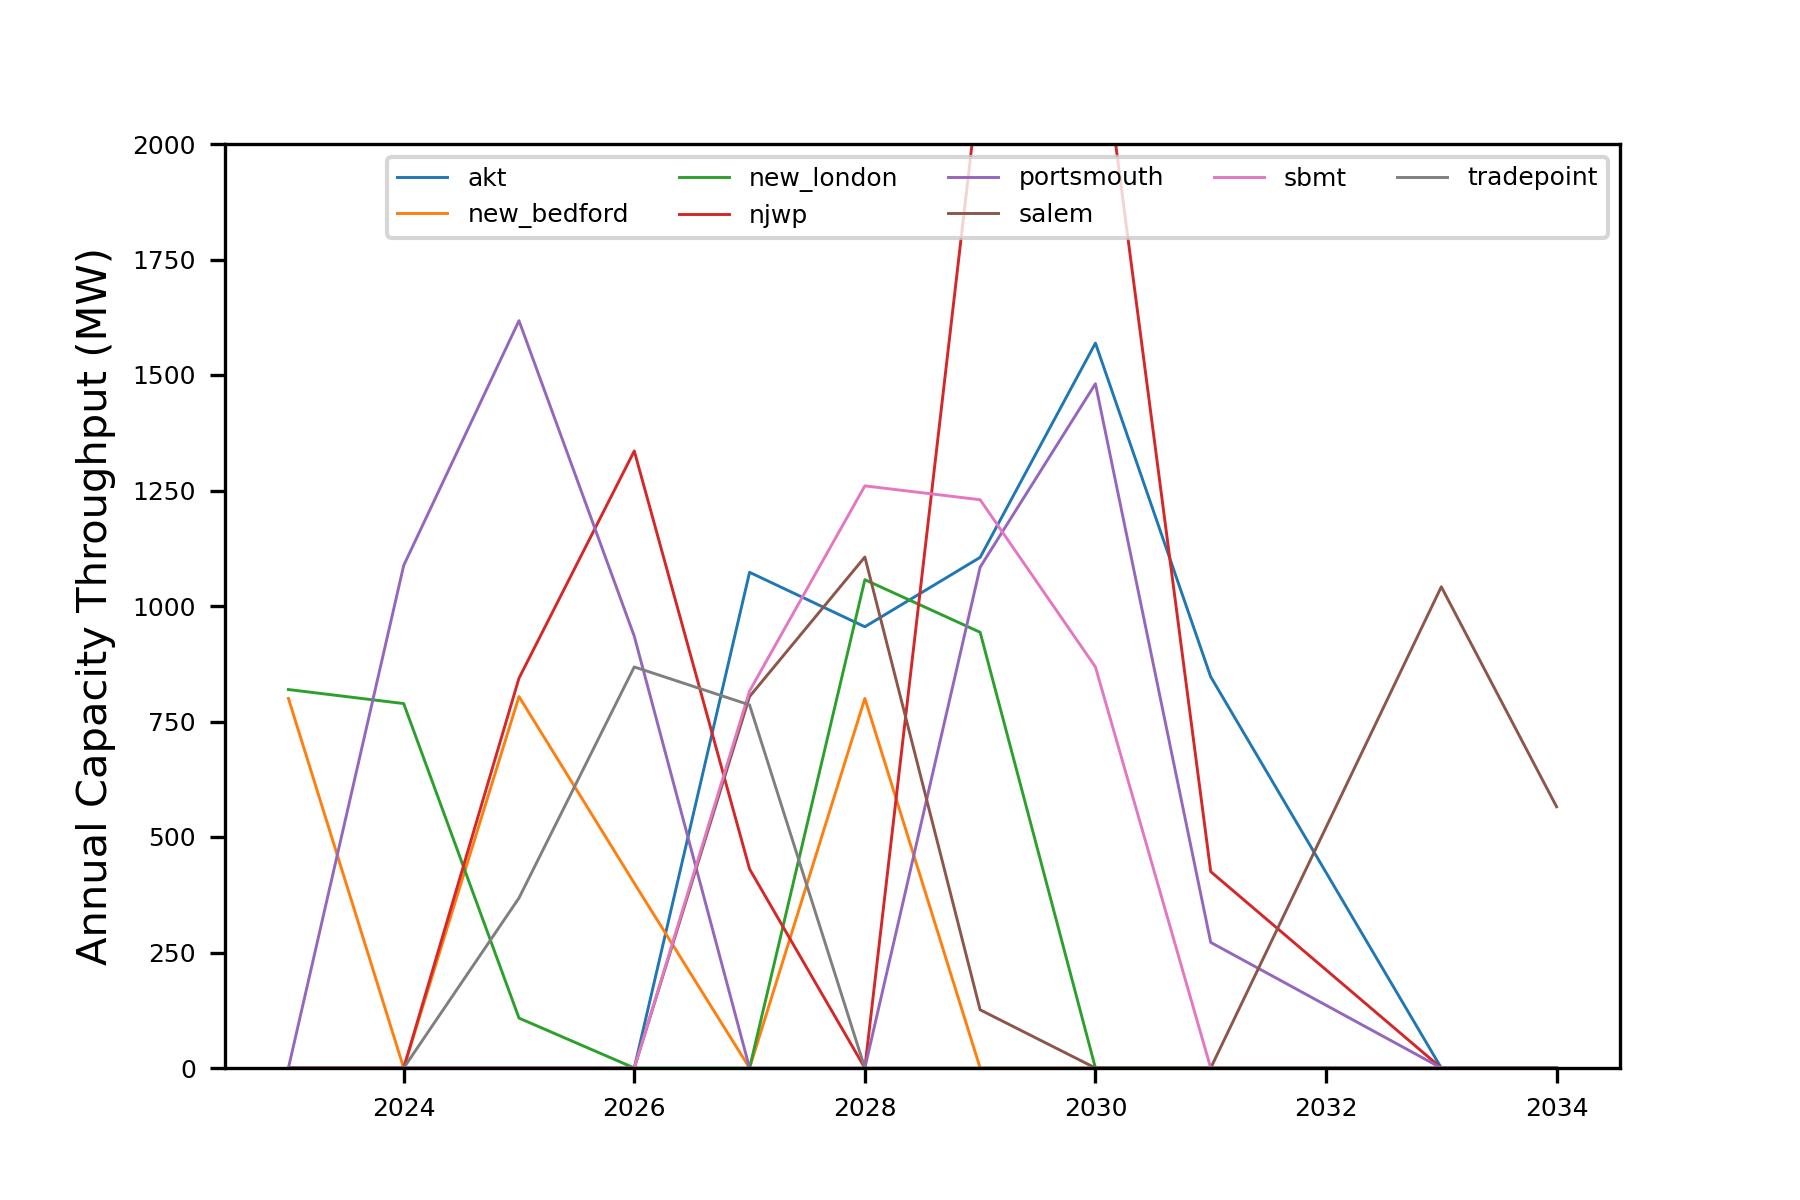 Annual Capacity Throughput (MW)
2000
1750
1500
1250
1000
750
500
250
0
akt new_london portsmouth sbmt tradepoint
new_bedford njwp salem
2024 2026 2028 2030 2032 2034